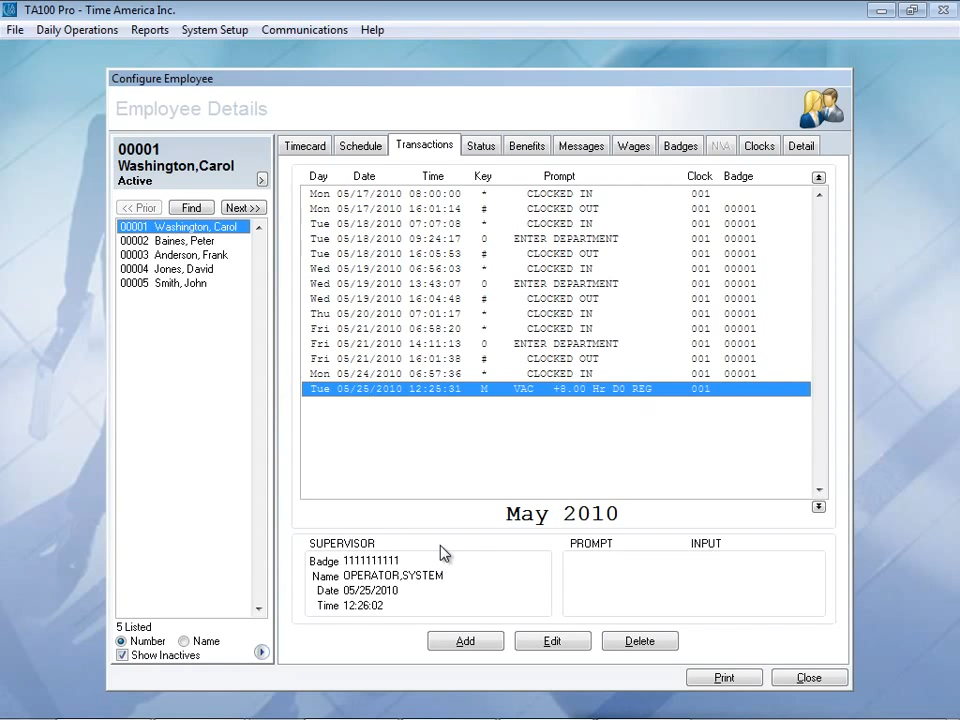 TA100 Pro - Time America Inc.
File Daily Operations Reports System Setup Communications Help
Configure Employee
Employee Details
00001
Washington,Carol
Active
<< Prior Find Next >>
00001 Washington, Carol
00002 Baines, Peter
00003 Anderson, Frank
00004 Jones, David
00005 Smith, John
5 Listed
Number Name
Show Inactives
Timecard Schedule Transactions Status Benefits Messages Wages Badges N\A Clocks Detail
Day Date Time Key Prompt Clock Badge
Mon 05/17/2010 08:00:00 * CLOCKED IN 001
Mon 05/17/2010 16:01:14 # CLOCKED OUT 001 00001
Tue 05/18/2010 07:07:08 * CLOCKED IN 001 00001
Tue 05/18/2010 09:24:17 0 ENTER DEPARTMENT 001 00001
Tue 05/18/2010 16:05:53 # CLOCKED OUT 001 00001
Wed 05/19/2010 06:56:03 * CLOCKED IN 001 00001
Wed 05/19/2010 13:43:07 0 ENTER DEPARTMENT 001 00001
Wed 05/19/2010 16:04:48 # CLOCKED OUT 001 00001
Thu 05/20/2010 07:01:17 * CLOCKED IN 001 00001
Fri 05/21/2010 06:58:20 * CLOCKED IN 001 00001
Fri 05/21/2010 14:11:13 0 ENTER DEPARTMENT 001 00001
Fri 05/21/2010 16:01:38 # CLOCKED OUT 001 00001
Mon 05/24/2010 06:57:36 * CLOCKED IN 001 00001
Tue 05/25/2010 12:25:31 M VAC +8.00 Hr D0 REG 001
May 2010
SUPERVISOR PROMPT INPUT
Badge 1111111111
Name OPERATOR,SYSTEM
Date 05/25/2010
Time 12:26:02
Add Edit Delete
Print Close